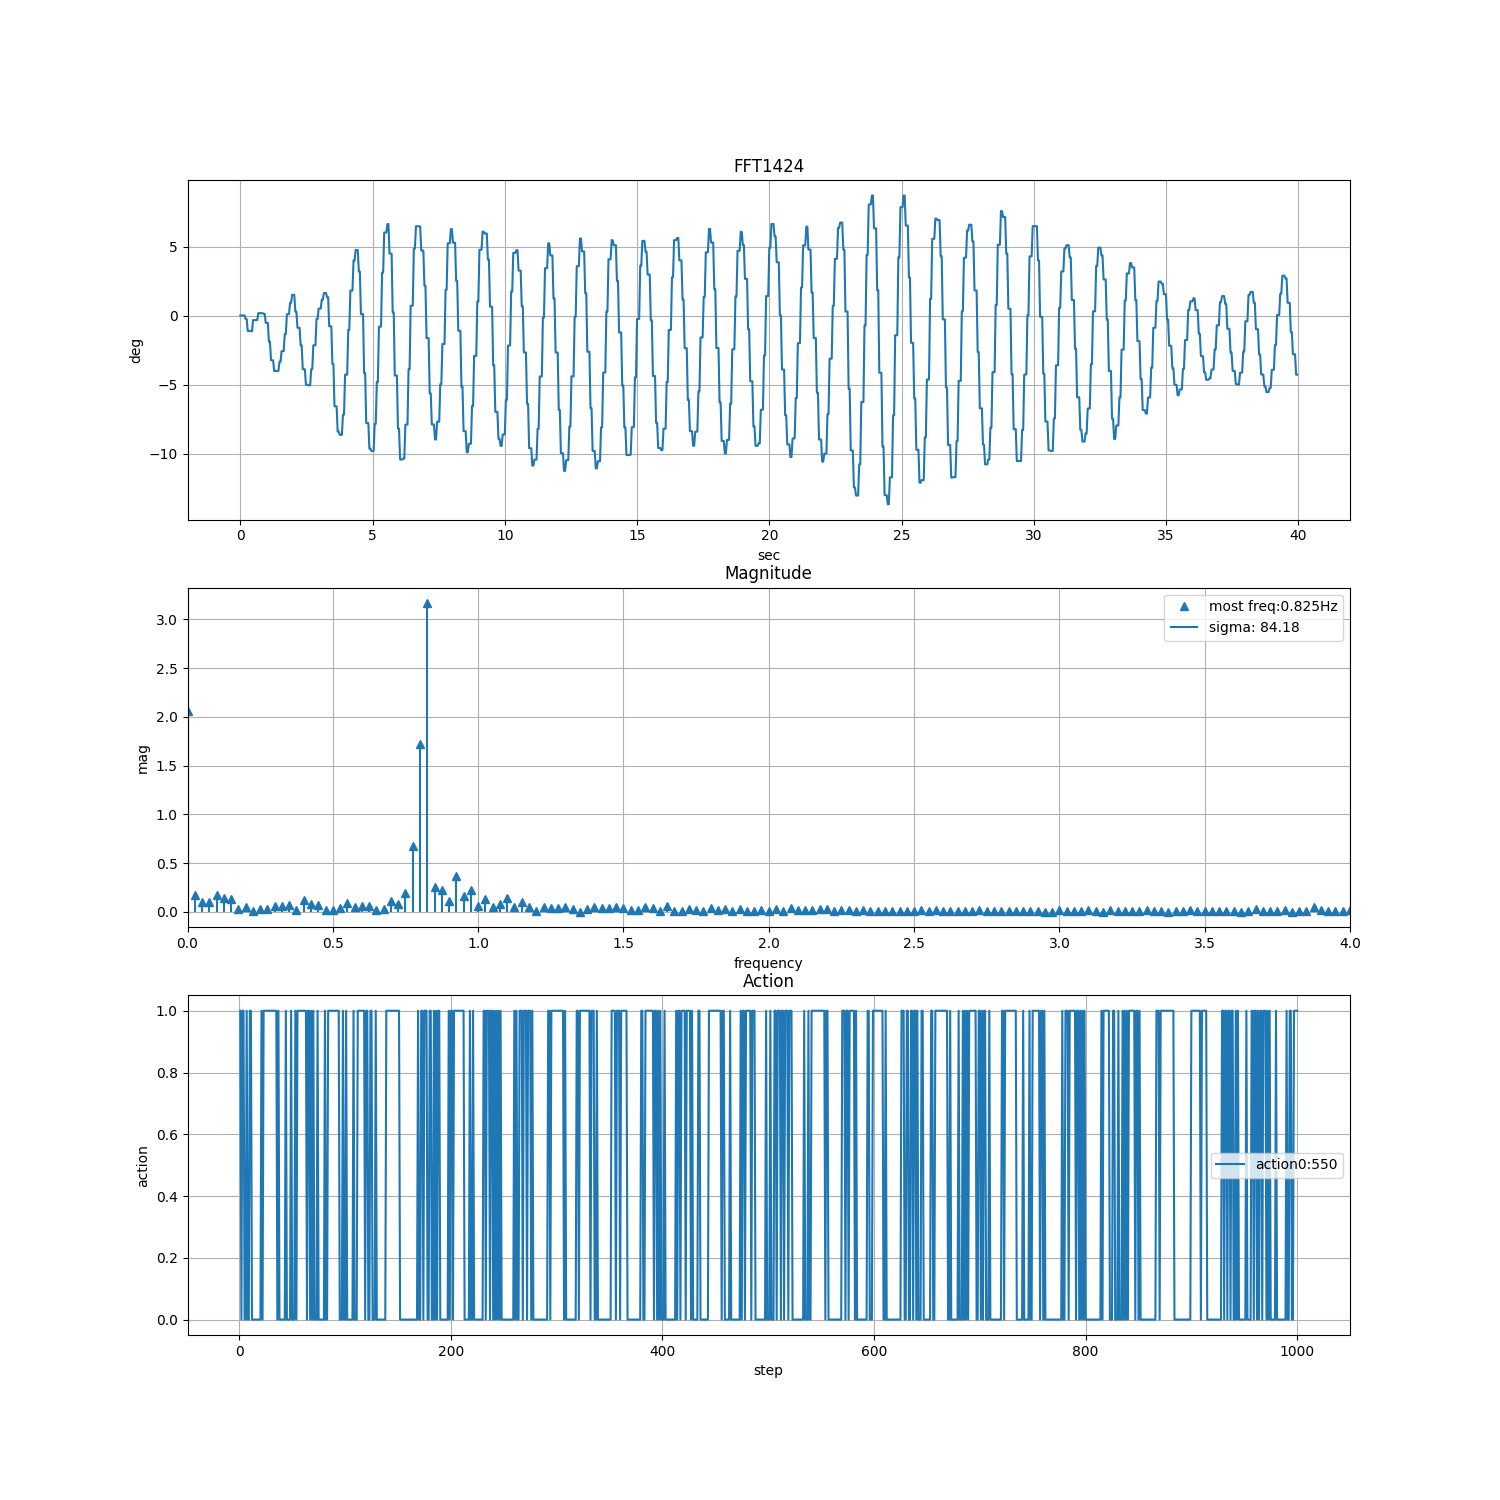 FFT1424
5
0
−5
−10
deg
0 5 10 15 20 25 30 35 40
sec
Magnitude
most freq:0.825Hz
sigma: 84.18
3.0
2.5
2.0
1.5
1.0
0.5
0.0
mag
0.0 0.5 1.0 1.5 2.0 2.5 3.0 3.5 4.0
frequency
Action
1.0
0.8
0.6
0.4
0.2
0.0
action
action0:550
0 200 400 600 800 1000
step